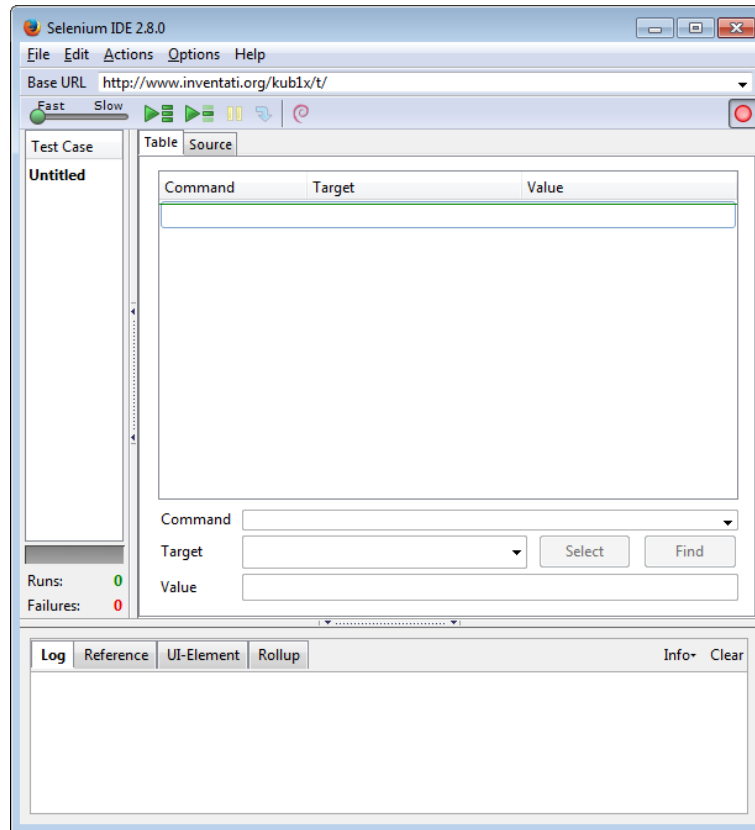 Selenium IDE 2.8.0
File Edit Actions Options Help
Base URL http://www.inventati.org/kub1x/t/
Fast Slow
Test Case
Table Source
Untitled
Command Target Value
Command
Target Select Find
Runs: 0
Value
Failures: 0
Log Reference UI-Element Rollup Info Clear